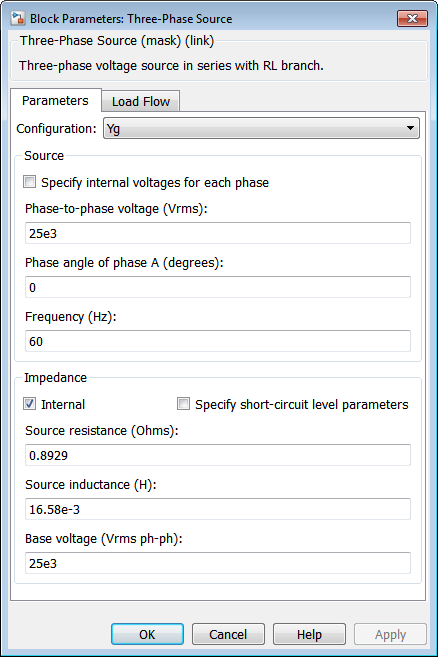 Block Parameters: Three-Phase Source
Three-Phase Source (mask) (link)
Three-phase voltage source in series with RL branch.
Parameters Load Flow
Configuration: Yg
Source
Specify internal voltages for each phase
Phase-to-phase voltage (Vrms):
25e3
Phase angle of phase A (degrees):
0
Frequency (Hz):
60
Impedance
Internal Specify short-circuit level parameters
Source resistance (Ohms):
0.8929
Source inductance (H):
16.58e-3
Base voltage (Vrms ph-ph):
25e3
OK Cancel Help Apply